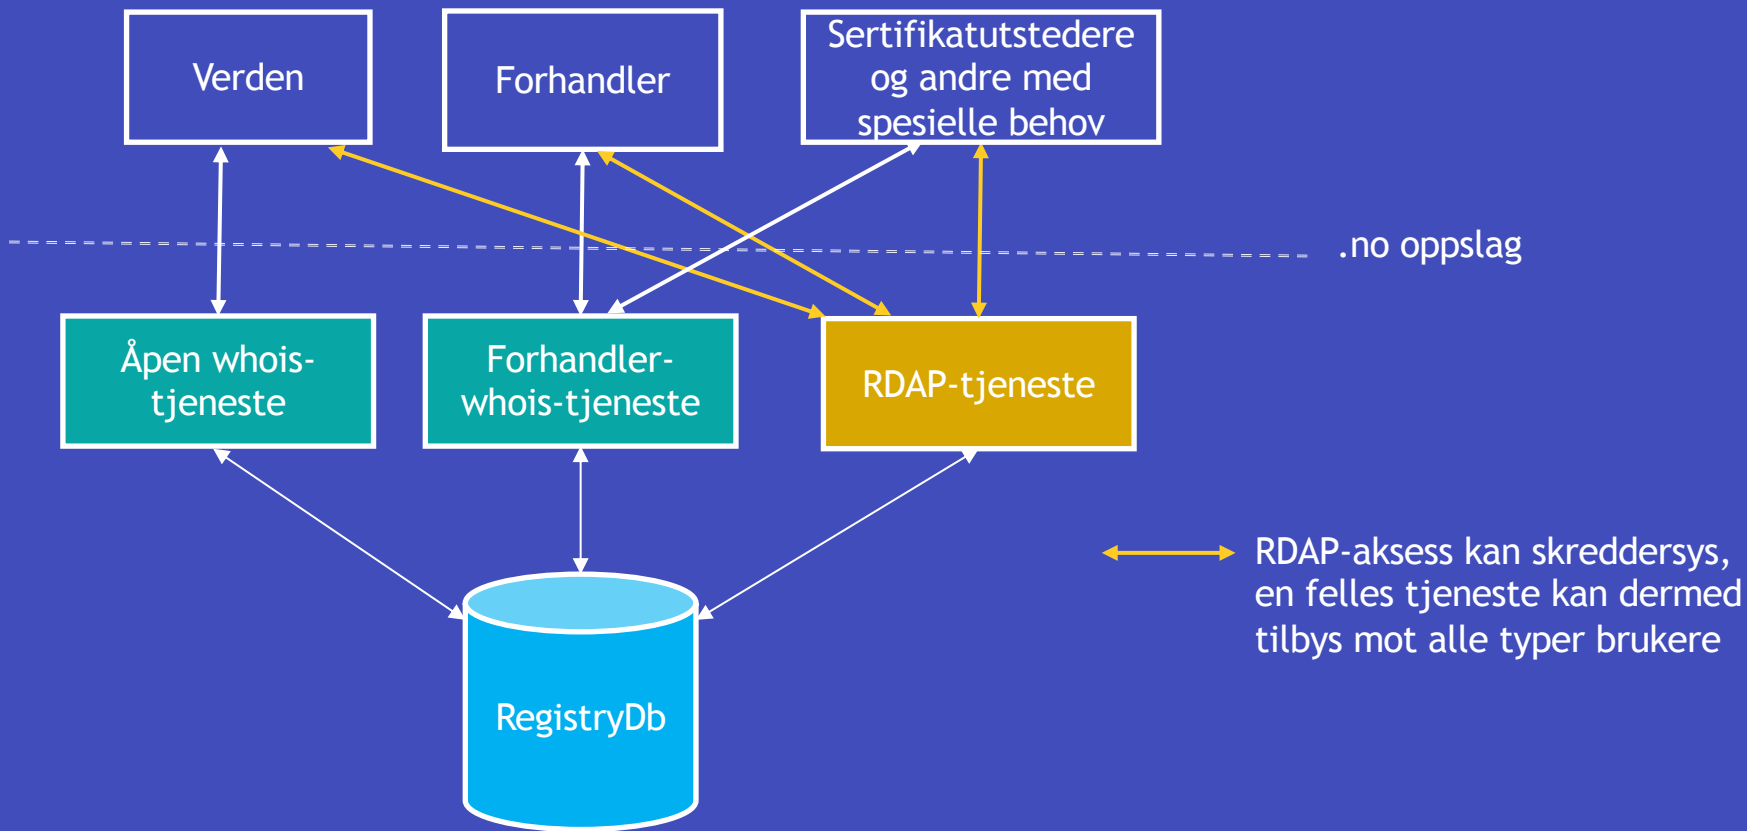 Verden
Forhandler
Sertifikatutstedere
og andre med
spesielle behov
.no oppslag
Åpen whois-
tjeneste
Forhandler-
whois-tjeneste
RDAP-tjeneste
RDAP-aksess kan skreddersys,
en felles tjeneste kan dermed
tilbys mot alle typer brukere
RegistryDb